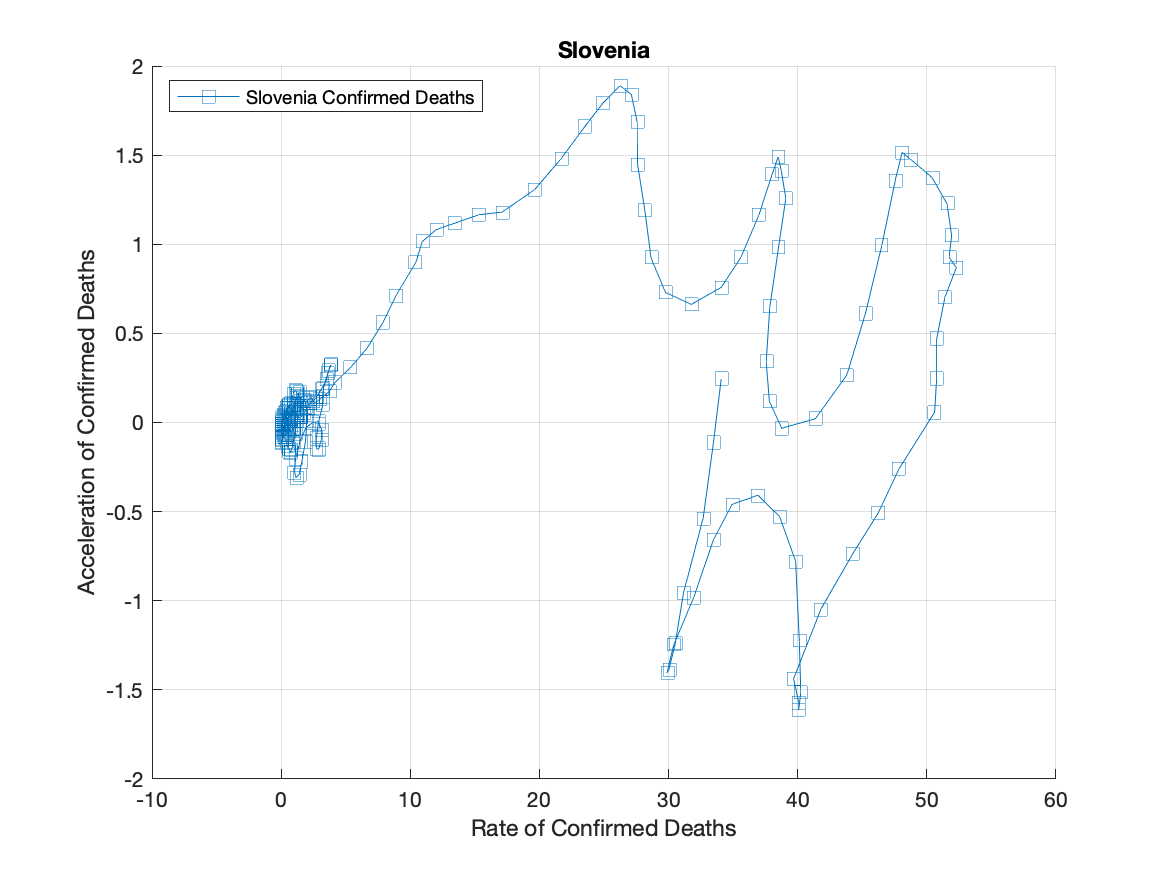 Slovenia
Slovenia Confirmed Deaths
2
1.5
1
0.5
0
-0.5
-1
-1.5
-2
Acceleration of Confirmed Deaths
-10 0 10 20 30 40 50 60
Rate of Confirmed Deaths